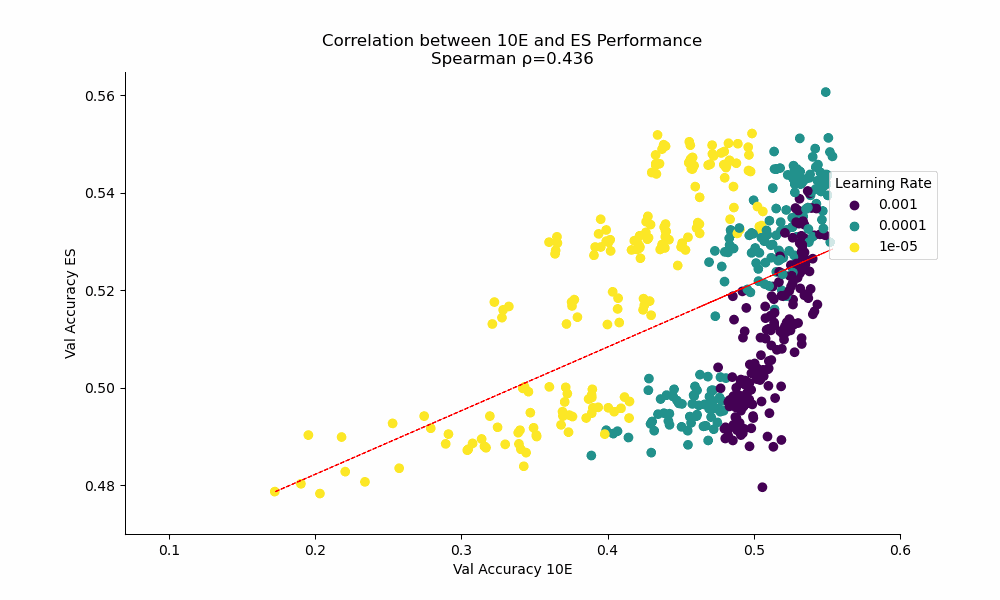 Correlation between 10E and ES Performance
Spearman ρ=0.436
Val Accuracy ES
0.56
0.54
0.52
0.50
0.48
0.1
0.2
0.3
0.4
0.5
0.6
Val Accuracy 10E
Learning Rate
0.001
0.0001
1e-05